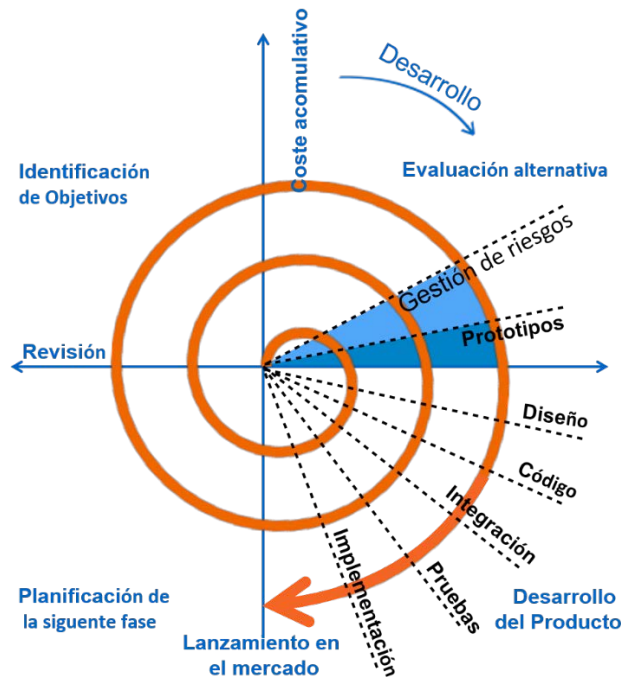 Coste acomulativo
Desarrollo
Identificación
de Objetivos
Evaluación alternativa
Gestión de riesgos
Prototipos
Revisión
Diseño
Código
Integración
Pruebas
Implementación
Planificación de
la siguente fase
Lanzamiento en
el mercado
Desarrollo
del Producto